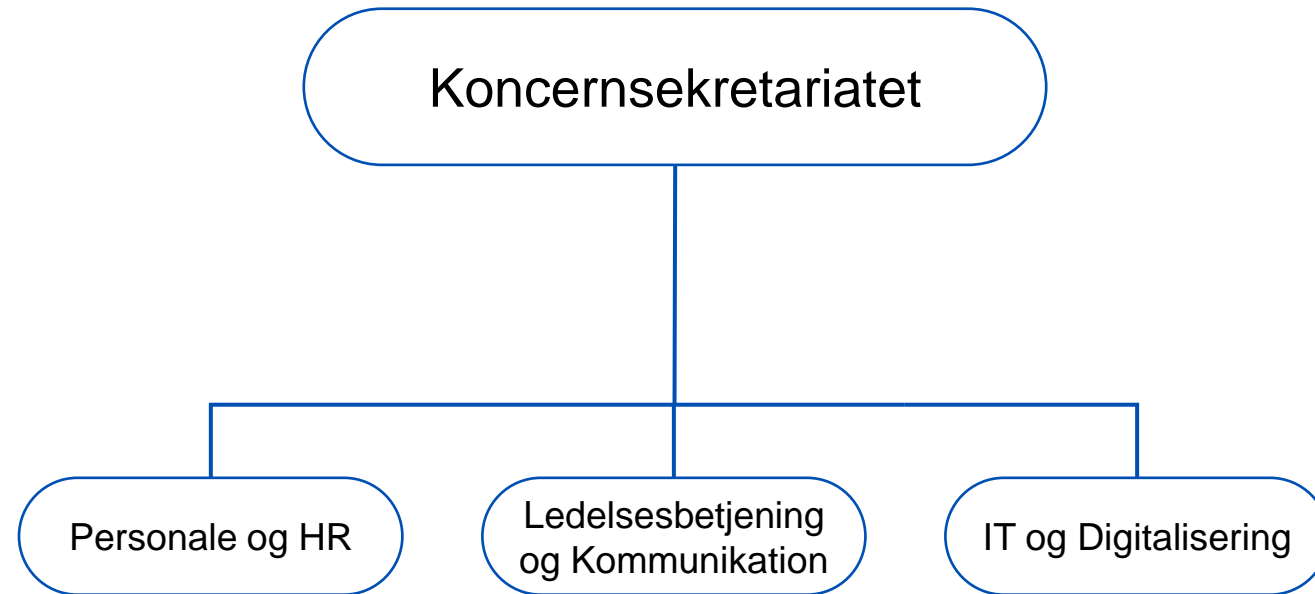 Koncernsekretariatet
Personale og HR
Ledelsesbetjening
og Kommunikation
IT og Digitalisering